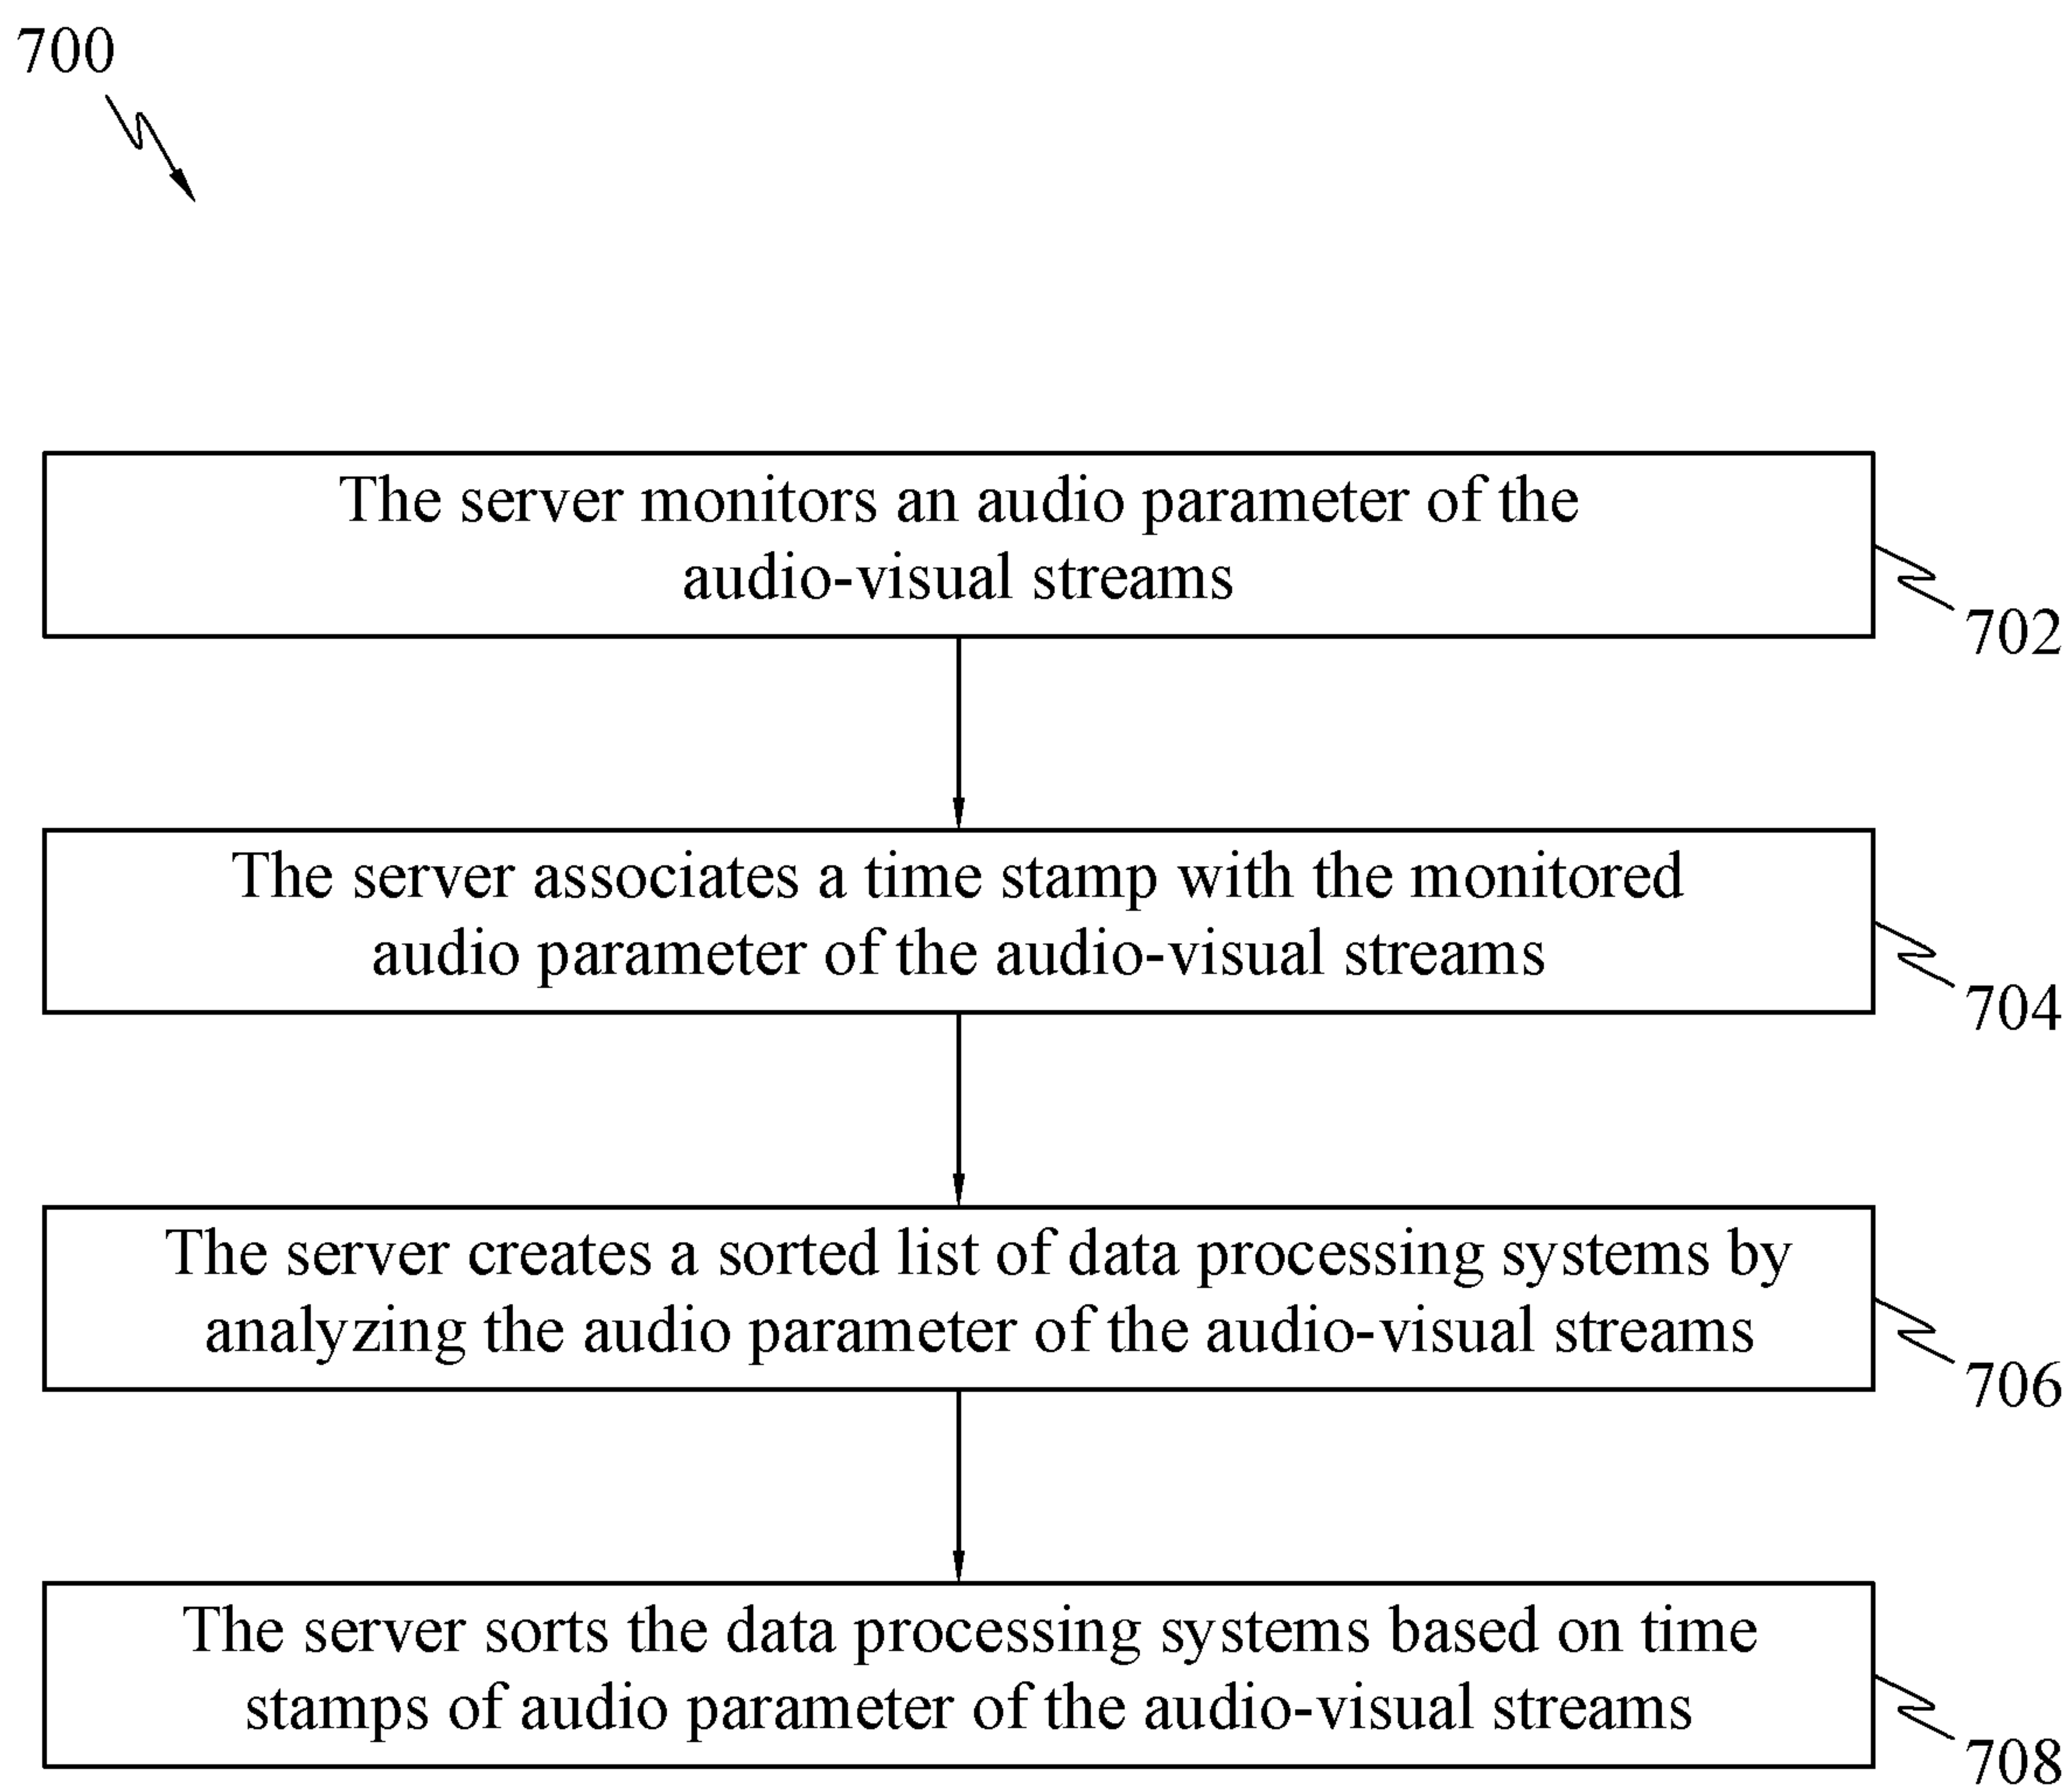 700
The server monitors an audio parameter of the
audio-visual streams
702
The server associates a time stamp with the monitored
audio parameter of the audio-visual streams
704
The server creates a sorted list of data processing systems by
analyzing the audio parameter of the audio-visual streams
706
The server sorts the data processing systems based on time
stamps of audio parameter of the audio-visual streams
708